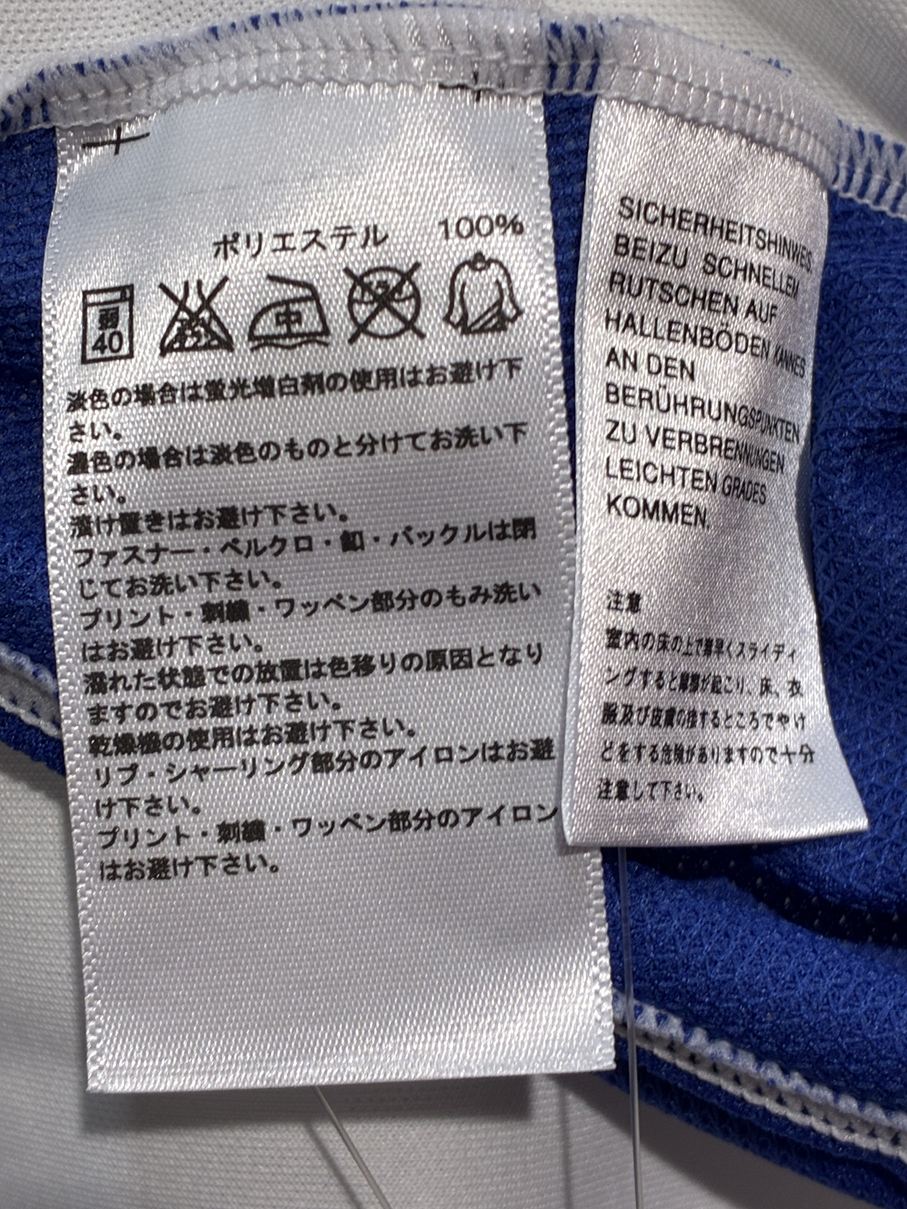 ポリエステル 100%
弱
40
エンソ
サラシ
中
ドライ
淡色の場合は蛍光増白剤の使用はお避け下
さい。
濃色の場合は淡色のものと分けてお洗い下
さい。
漬け置きはお避け下さい。
ファスナー・ベルクロ・釦・バックルは閉
じてお洗い下さい。
プリント・刺繍・ワッペン部分のもみ洗い
はお避け下さい。
濡れた状態での放置は色移りの原因となり
ますのでお避け下さい。
乾燥機の使用はお避け下さい。
リブ・シャーリング部分のアイロンはお避
け下さい。
プリント・刺繍・ワッペン部分のアイロン
はお避け下さい。
SICHERHEITSHINWEIS
BEIZU SCHNELLEM
RUTSCHEN AUF
HALLENBÖDEN KANNES
AN DEN
BERÜHRUNGSPUNKTEN
ZU VERBRENNUNGEN
LEICHTEN GRADES
KOMMEN.
注意
室内の床の上で素早くスライディ
ングすると摩擦が起こり、床、衣
服及び皮膚の接するところでやけ
どをする危険がありますので十分
注意して下さい。